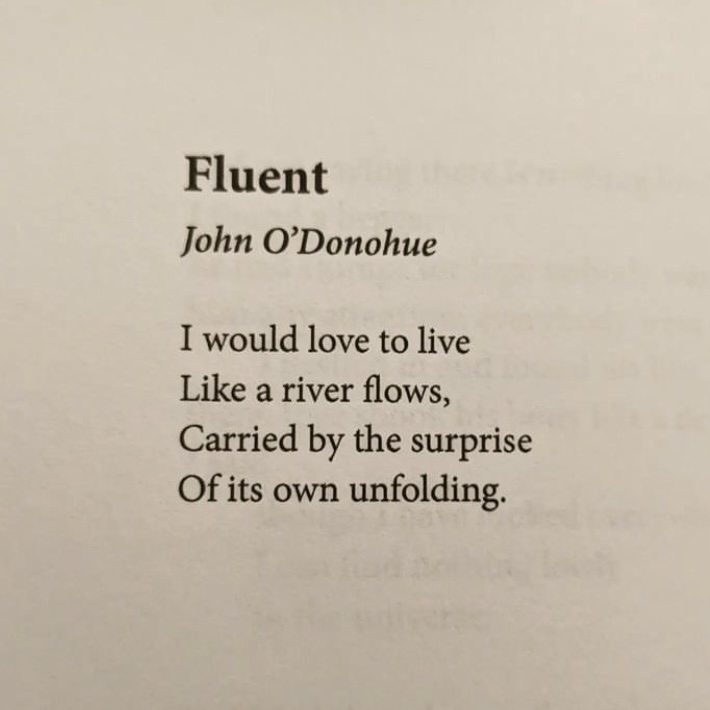 Fluent
John O’Donohue
I would love to live
Like a river flows,
Carried by the surprise
Of its own unfolding.